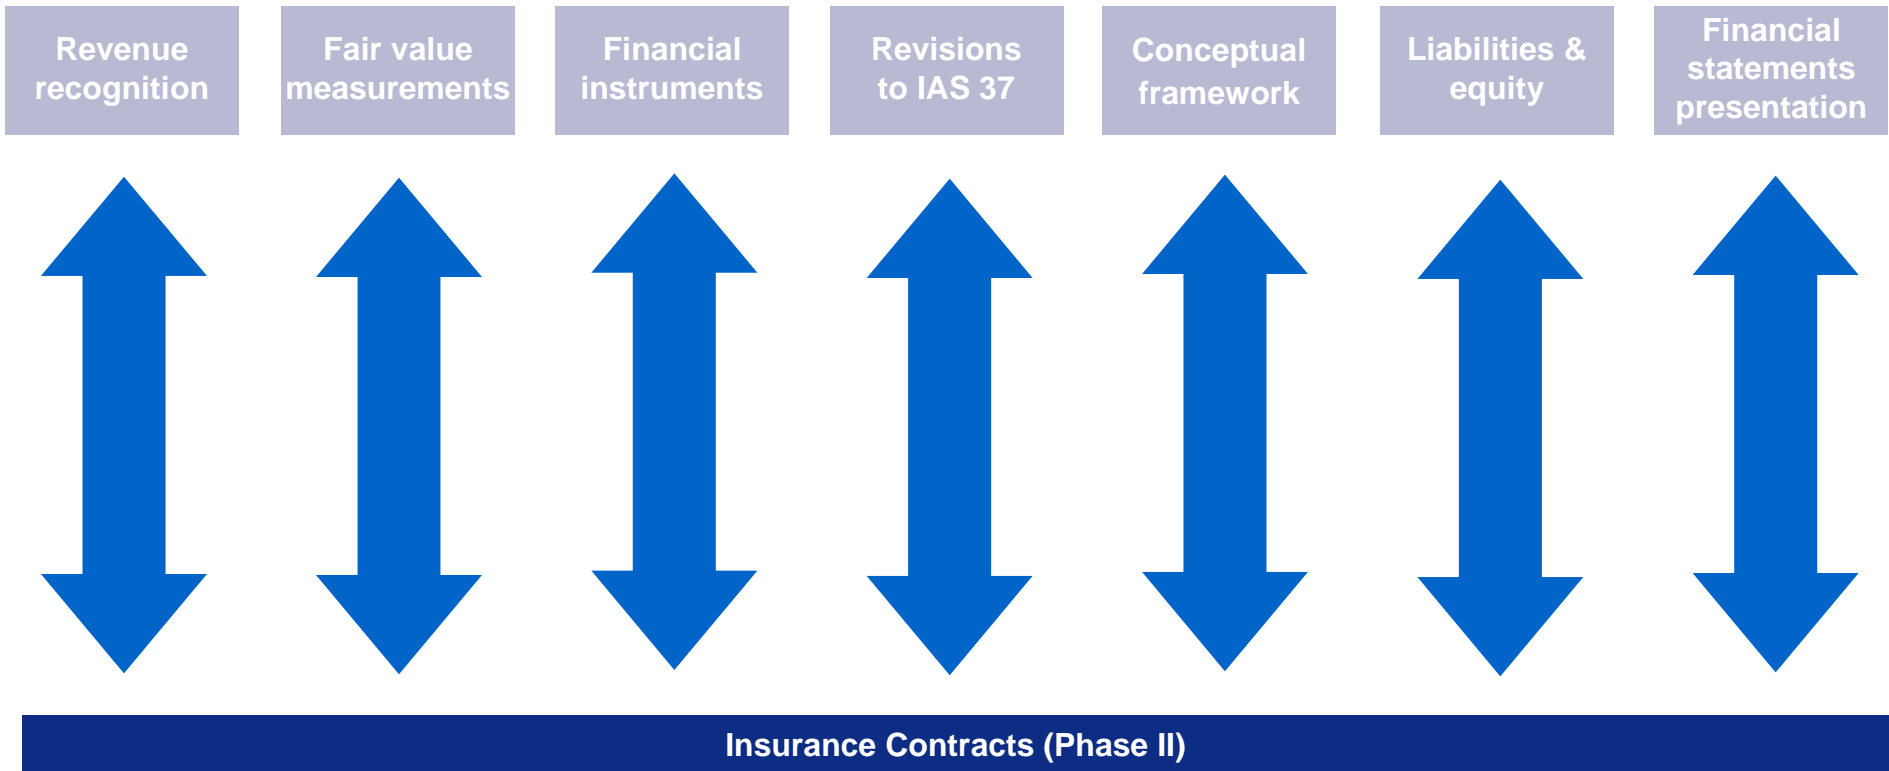 Revenue
recognition
Fair value
measurements
Financial
instruments
Revisions
to IAS 37
Conceptual
framework
Liabilities &
equity
Financial
statements
presentation
Insurance Contracts (Phase II)